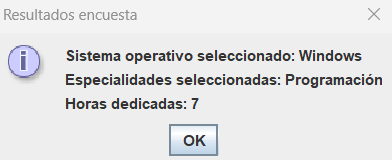 Resultados encuesta
Sistema operativo seleccionado: Windows
Especialidades seleccionadas: Programación
Horas dedicadas: 7
OK